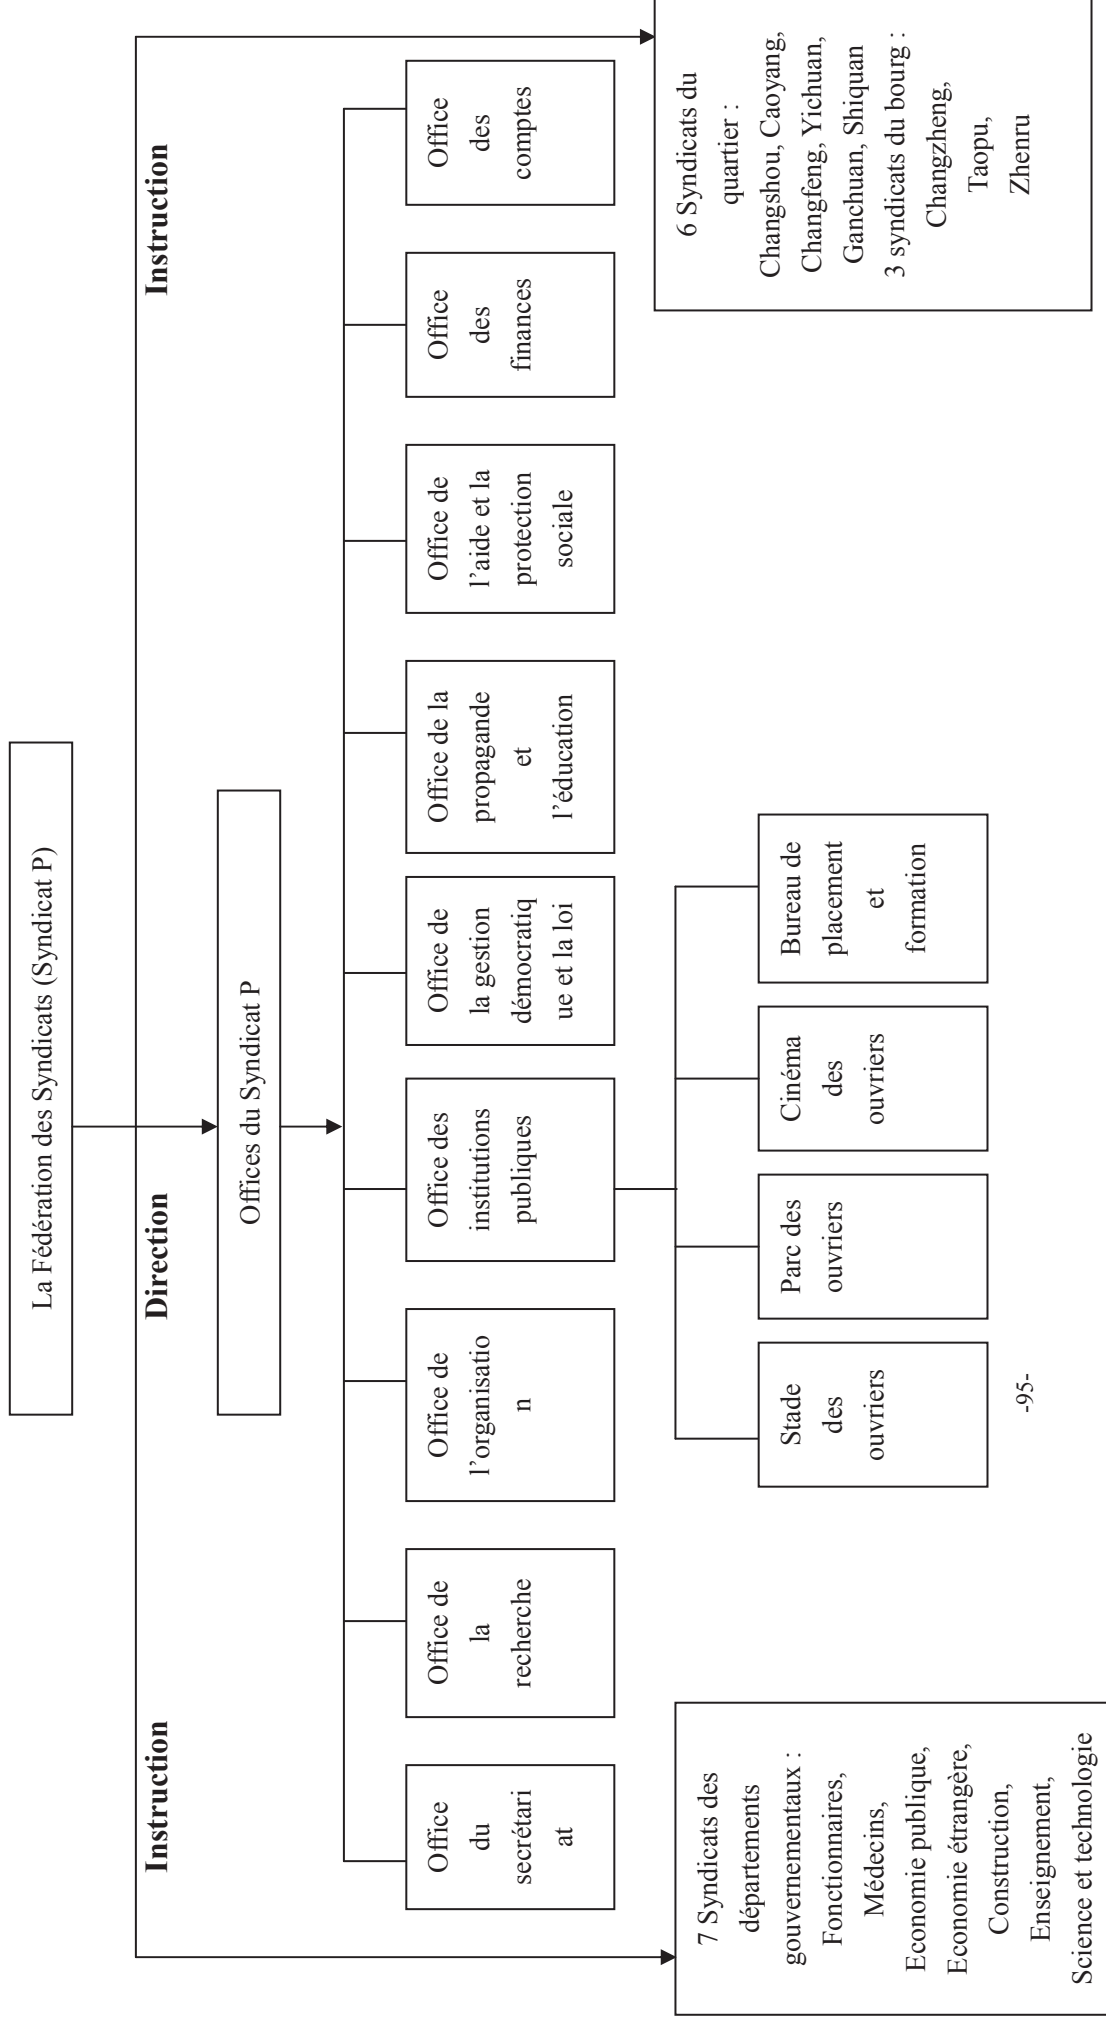 La Fédération des Syndicats (Syndicat P)
Instruction
Direction
Instruction
Offices du Syndicat P
Office
du
secrétari
at
Office de
la
recherche
Office de
l'organisatio
n
Office des
institutions
publiques
Office de
la gestion
démocratiq
ue et la loi
Office de la
propagande
et
l'éducation
Office de
l'aide et la
protection
sociale
Office
des
finances
Office
des
comptes
7 Syndicats des
départements
gouvernementaux :
Fonctionnaires,
Médecins,
Economie publique,
Economie étrangère,
Construction,
Enseignement,
Science et technologie
Stade
des
ouvriers
Parc des
ouvriers
Cinéma
des
ouvriers
Bureau de
placement
et
formation
6 Syndicats du
quartier :
Changshou, Caoyang,
Changfeng, Yichuan,
Ganchuan, Shiquan
3 syndicats du bourg :
Changzheng,
Taopu,
Zhenru
-95-